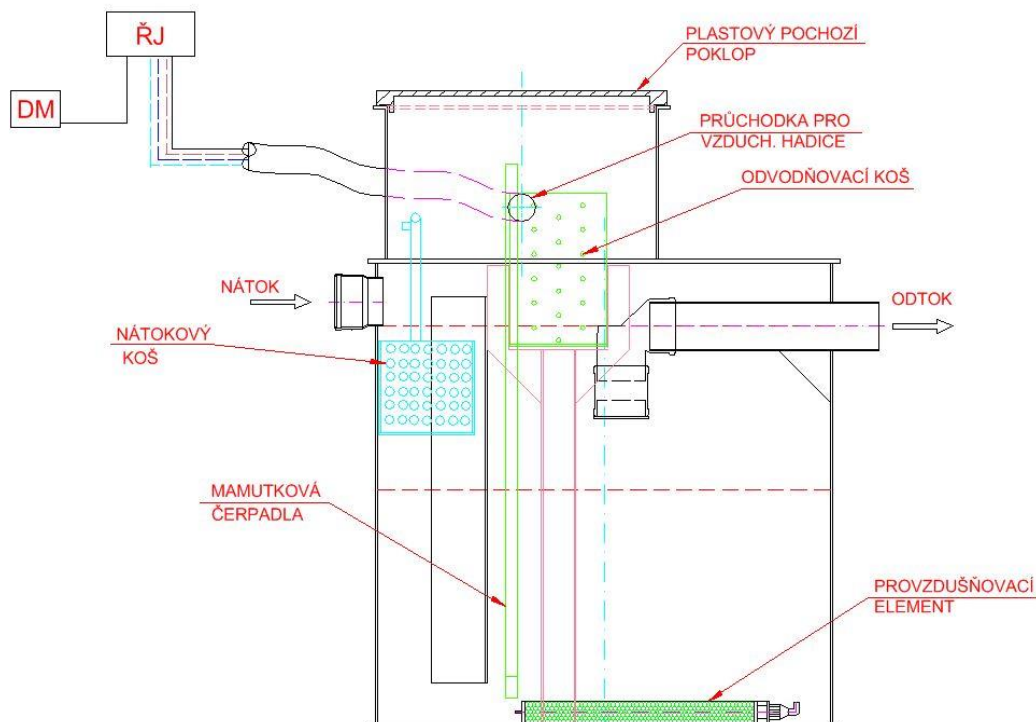 ŘJ
DM
PLASTOVÝ POCHOZÍ
POKLOP
PRŮCHODKA PRO
VZDUCH. HADICE
ODVODŇOVACÍ KOŠ
NÁTOK
ODTOK
NÁTOKOVÝ
KOŠ
MAMUTKOVÁ
ČERPADLA
PROVZDUŠŇOVACÍ
ELEMENT